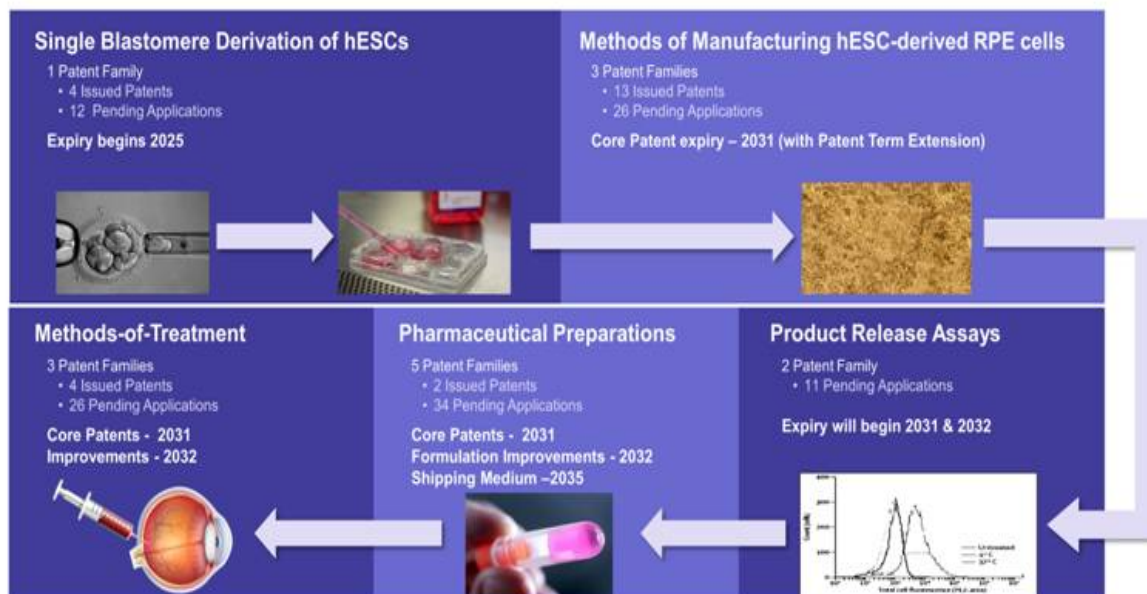 Single Blastomere Derivation of hESCs
1 Patent Family
• 4 Issued Patents
• 12 Pending Applications
Expiry begins 2025
Methods of Manufacturing hESC-derived RPE cells
3 Patent Families
• 13 Issued Patents
• 26 Pending Applications
Core Patent expiry – 2031 (with Patent Term Extension)
Methods-of-Treatment
3 Patent Families
• 4 Issued Patents
• 26 Pending Applications
Core Patents - 2031
Improvements - 2032
Pharmaceutical Preparations
5 Patent Families
• 2 Issued Patents
• 34 Pending Applications
Core Patents - 2031
Formulation Improvements - 2032
Shipping Medium –2035
Product Release Assays
2 Patent Family
• 11 Pending Applications
Expiry will begin 2031 & 2032
Total cell fluorescence